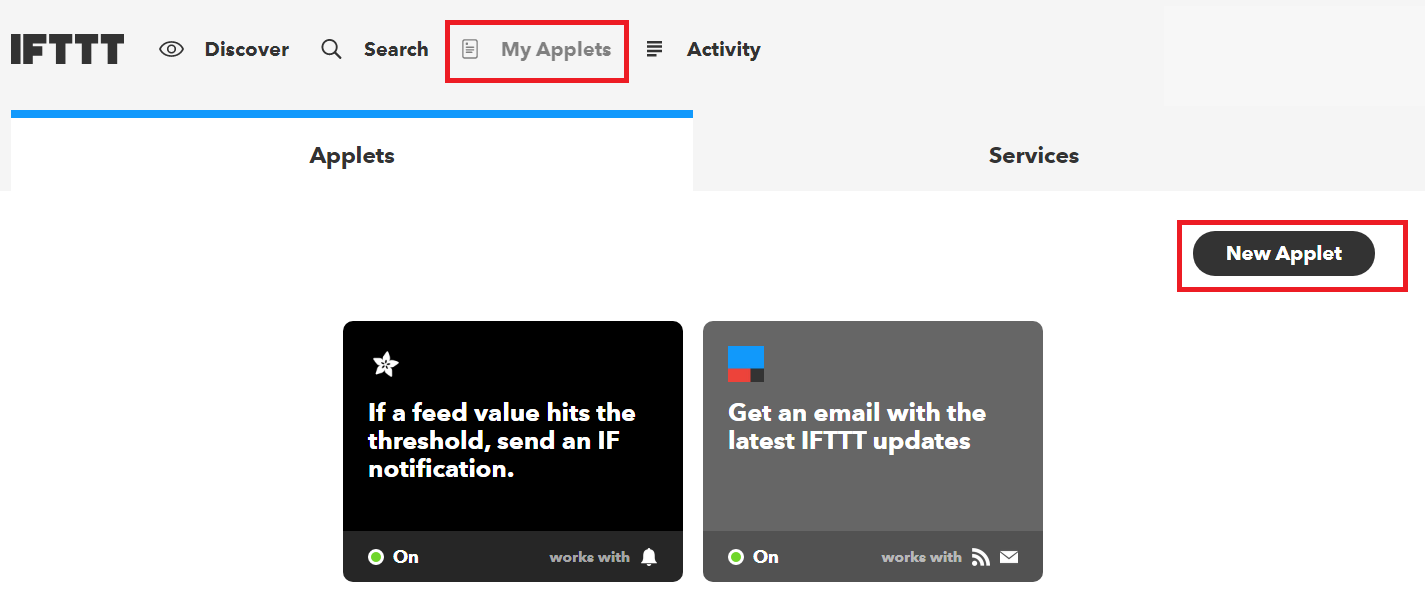 IFTTT Discover Search My Applets Activity
Applets Services
New Applet
If a feed value hits the
threshold, send an IF
notification.
On works with
Get an email with the
latest IFTTT updates
On works with